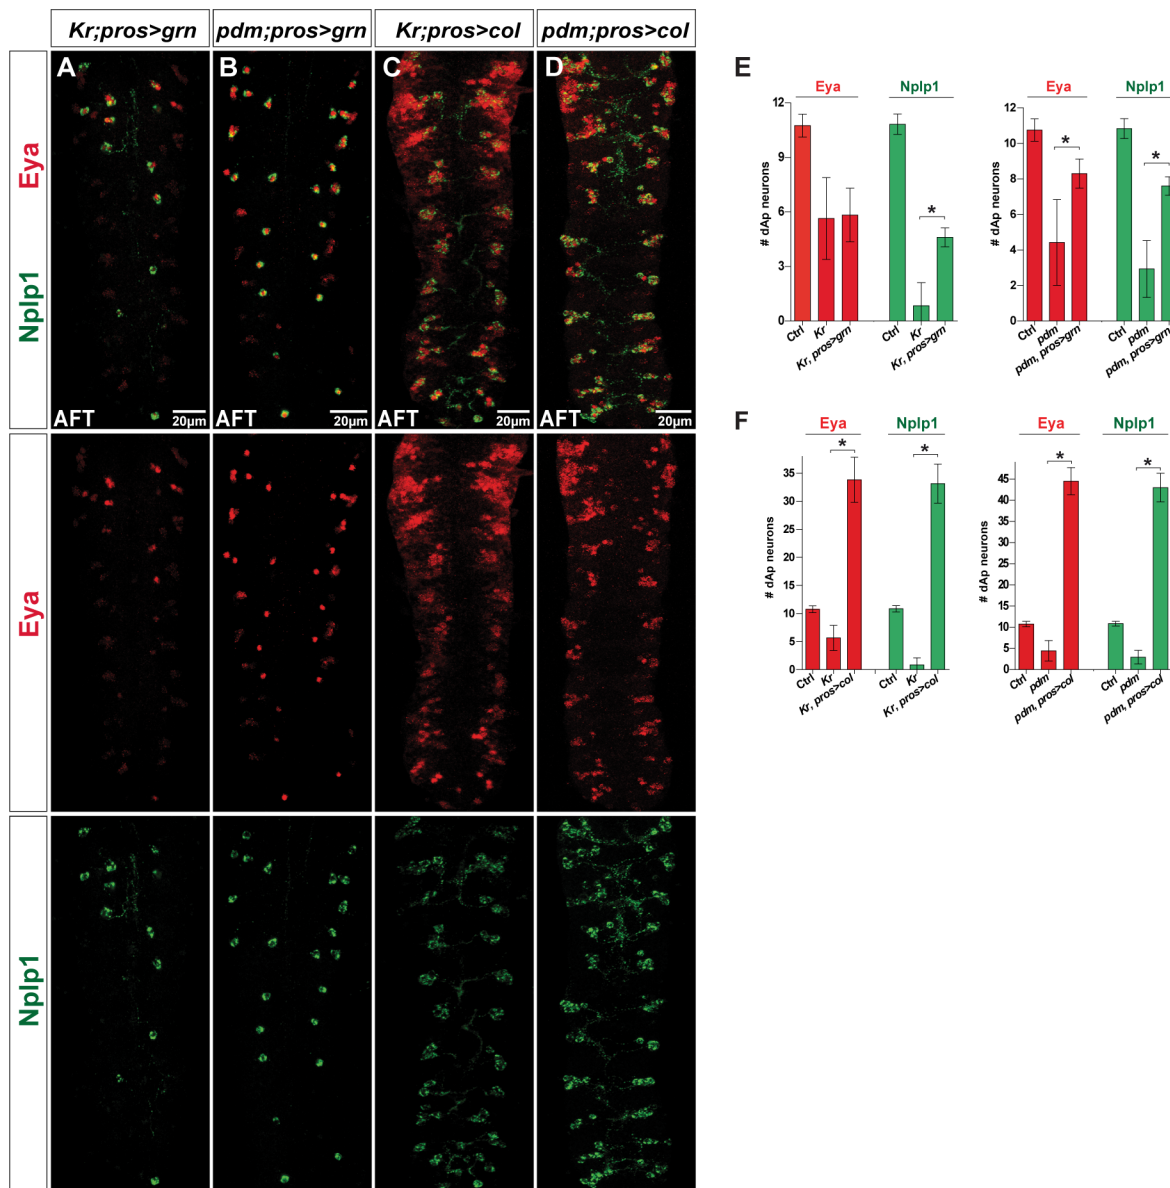 Kr;pros>grn
pdm;pros>grn
Kr;pros>col
pdm;pros>col
A
B
C
D
Eya
Nplp1
AFT
20µm
AFT
20µm
AFT
20µm
AFT
20µm
Eya
Nplp1
E
Eya
Nplp1
12
9
6
3
0
# dAp neurons
*
Ctrl
Kr
Kr, pros>grn
Ctrl
Kr
Kr, pros>grn
Eya
Nplp1
12
10
8
6
4
2
0
# dAp neurons
*
*
Ctrl
pdm
pdm, pros>grn
Ctrl
pdm
pdm, pros>grn
F
Eya
Nplp1
35
30
25
20
15
10
5
0
# dAp neurons
*
*
Ctrl
Kr
Kr, pros>col
Ctrl
Kr
Kr, pros>col
Eya
Nplp1
45
40
35
30
25
20
15
10
5
0
# dAp neurons
*
*
Ctrl
pdm
pdm, pros>col
Ctrl
pdm
pdm, pros>col